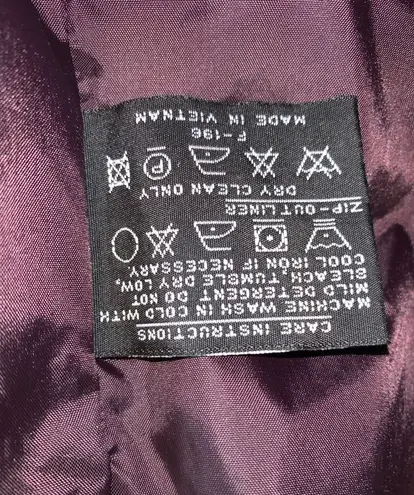 CARE INSTRUCTIONS
MACHINE WASH IN COLD WITH
MILD DETERGENT DO NOT
BLEACH, TUMBLE DRY LOW,
COOL IRON IF NECESSARY
ZIP-OUT LINER
DRY CLEAN ONLY
P
F-196
MADE IN VIETNAM